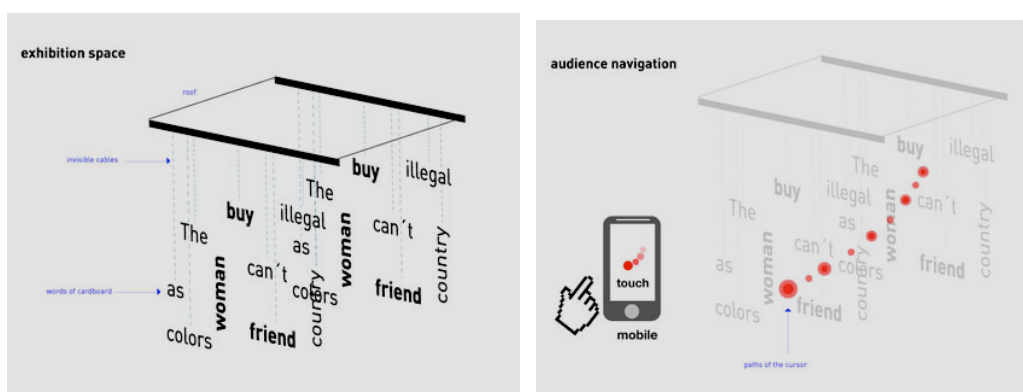 exhibition space
roof
invisible cables
words of cardboard
buy
illegal
The
can´t
woman
country
friend
buy
illegal
The
as
can´t
woman
country
colors
as
friend
colors
audience navigation
buy
illegal
The
can´t
buy
illegal
woman
The
as
country
can´t
colors
friend
as
woman
country
friend
colors
touch
mobile
paths of the cursor